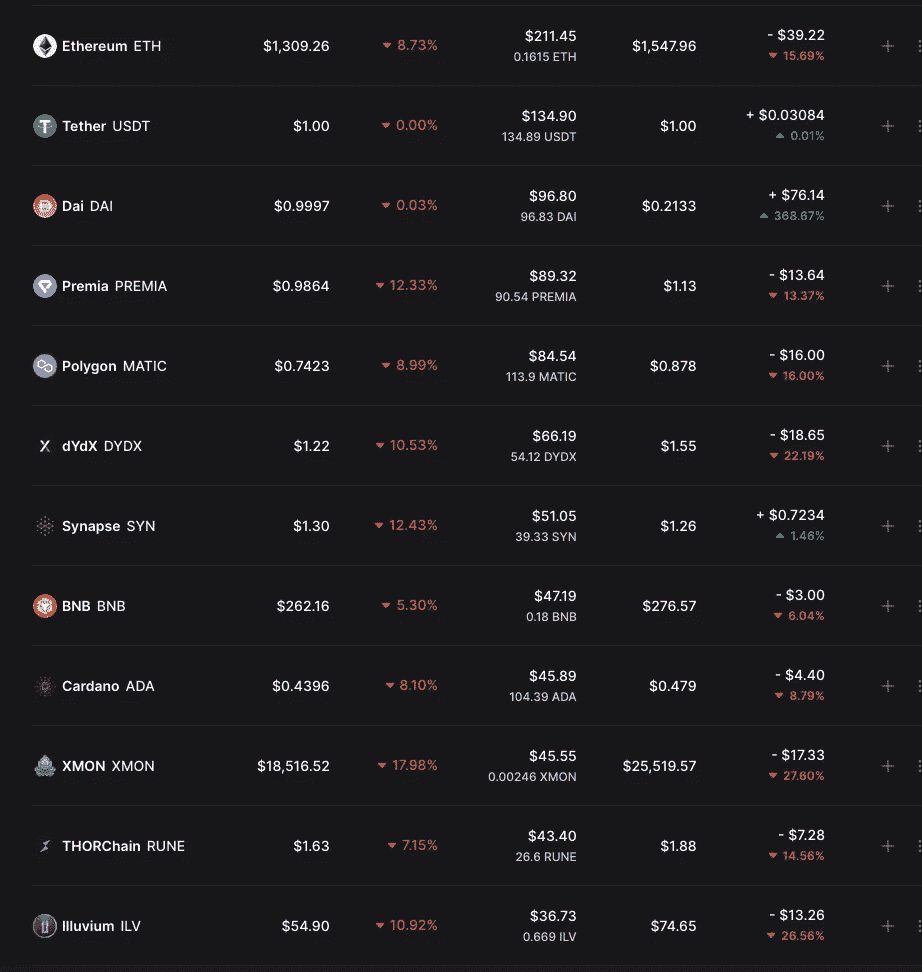 Ethereum ETH $1,309.26 8.73% $211.45 $1,547.96 - $39.22
0.1615 ETH 15.69%
Tether USDT $1.00 0.00% $134.90 $1.00 + $0.03084
134.89 USDT 0.01%
Dai DAI $0.9997 0.03% $96.80 $0.2133 + $76.14
96.83 DAI 368.67%
Premia PREMIA $0.9864 12.33% $89.32 $1.13 - $13.64
90.54 PREMIA 13.37%
Polygon MATIC $0.7423 8.99% $84.54 $0.878 - $16.00
113.9 MATIC 16.00%
dYdX DYDX $1.22 10.53% $66.19 $1.55 - $18.65
54.12 DYDX 22.19%
Synapse SYN $1.30 12.43% $51.05 $1.26 + $0.7234
39.33 SYN 1.46%
BNB BNB $262.16 5.30% $47.19 $276.57 - $3.00
0.18 BNB 6.04%
Cardano ADA $0.4396 8.10% $45.89 $0.479 - $4.40
104.39 ADA 8.79%
XMON XMON $18,516.52 17.98% $45.55 $25,519.57 - $17.33
0.00246 XMON 27.60%
THORChain RUNE $1.63 7.15% $43.40 $1.88 - $7.28
26.6 RUNE 14.56%
Illuvium ILV $54.90 10.92% $36.73 $74.65 - $13.26
0.669 ILV 26.56%